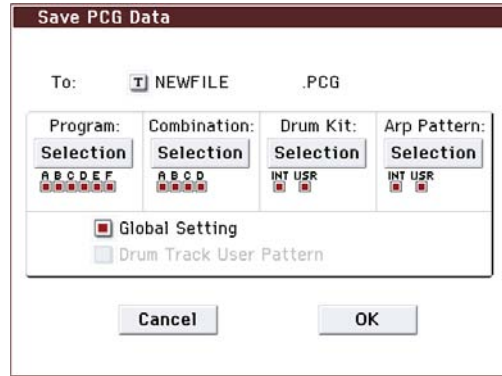 Save PCG Data
To: T NEWFILE .PCG
Program: Combination: Drum Kit: Arp Pattern:
Selection Selection Selection Selection
A B C D E F A B C D INT USR INT USR
Global Setting
Drum Track User Pattern
Cancel OK